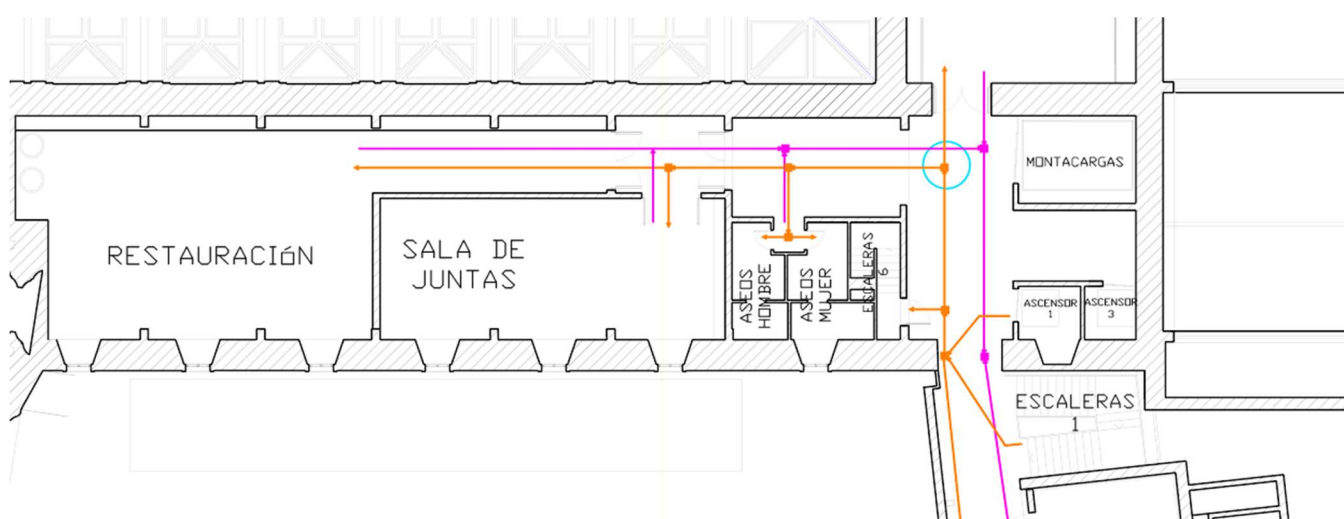 MONTACARGAS
RESTAURACIóN
SALA DE
JUNTAS
ASEOS
HOMBRE
ASEOS
MUJER
ESCALERAS
6
ASCENSOR
1
ASCENSOR
3
ESCALERAS
1